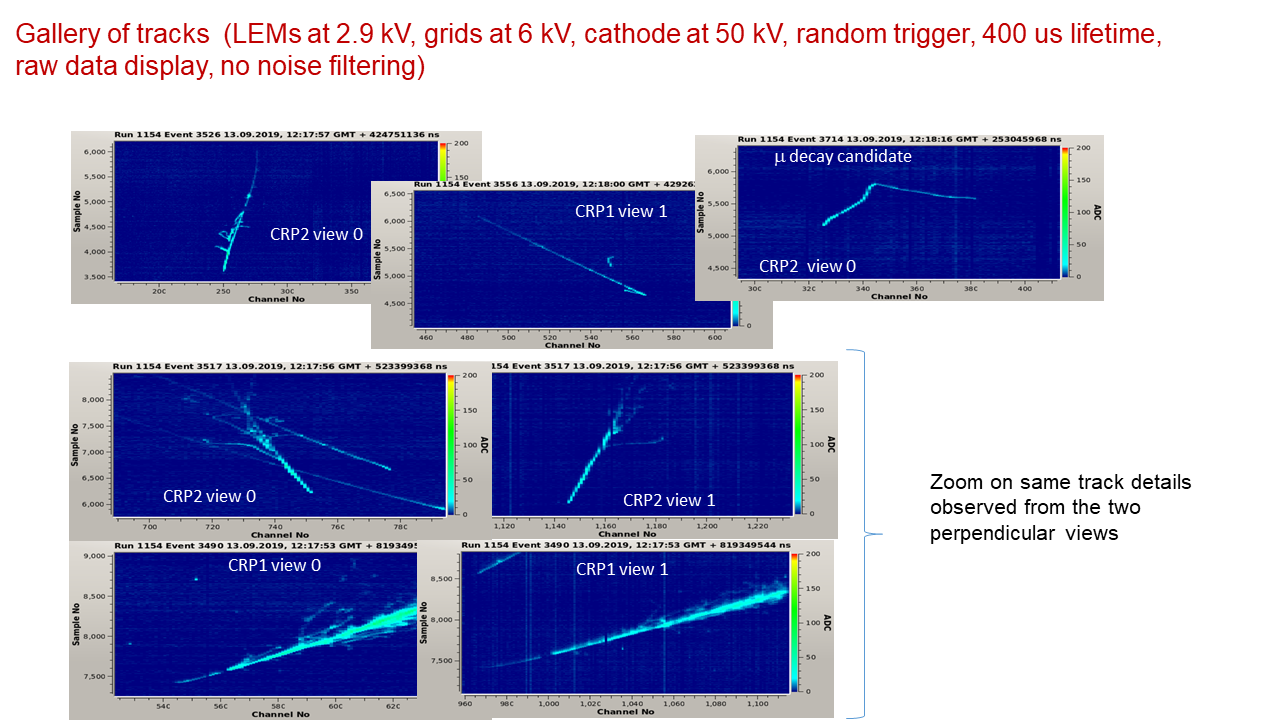 Gallery of tracks (LEMs at 2.9 kV, grids at 6 kV, cathode at 50 kV, random trigger, 400 us lifetime,
raw data display, no noise filtering)
Run 1154 Event 3526 13.09.2019, 12:17:57 GMT + 424751136 ns
6,000
5,500
5,000
4,500
4,000
3,500
Sample No
CRP2 view 0
200
150
20C
250
30C
350
Channel No
Run 1154 Event 3556 13.09.2019, 12:18:00 GMT + 42926
6,500
6,000
5,500
5,000
4,500
Sample No
CRP1 view 1
0
460
480
500
520
540
560
580
600
Channel No
Run 1154 Event 3714 13.09.2019, 12:18:16 GMT + 253045968 ns
μ decay candidate
6,000
5,500
5,000
4,500
Sample No
CRP2 view 0
200
150
100
50
0
ADC
30C
320
340
360
38C
400
Channel No
Run 1154 Event 3517 13.09.2019, 12:17:56 GMT + 523399368 ns
8,000
7,500
7,000
6,500
6,000
Sample No
CRP2 view 0
200
150
100
50
0
ADC
700
720
740
76C
78C
Channel No
154 Event 3517 13.09.2019, 12:17:56 GMT + 523399368 ns
CRP2 view 1
200
150
100
50
0
ADC
1,120
1,140
1,160
1,180
1,200
1,220
Channel No
Zoom on same track details
observed from the two
perpendicular views
Run 1154 Event 3490 13.09.2019, 12:17:53 GMT + 819495
CRP1 view 0
9,000
8,500
8,000
7,500
Sample No
54C
56C
58C
60C
62C
Channel No
Run 1154 Event 3490 13.09.2019, 12:17:53 GMT + 819349544 ns
CRP1 view 1
8,500
8,000
7,500
Sample No
200
150
100
50
0
ADC
960
98C
1,000
1,02C
1,040
1,060
1,080
1,100
Channel No